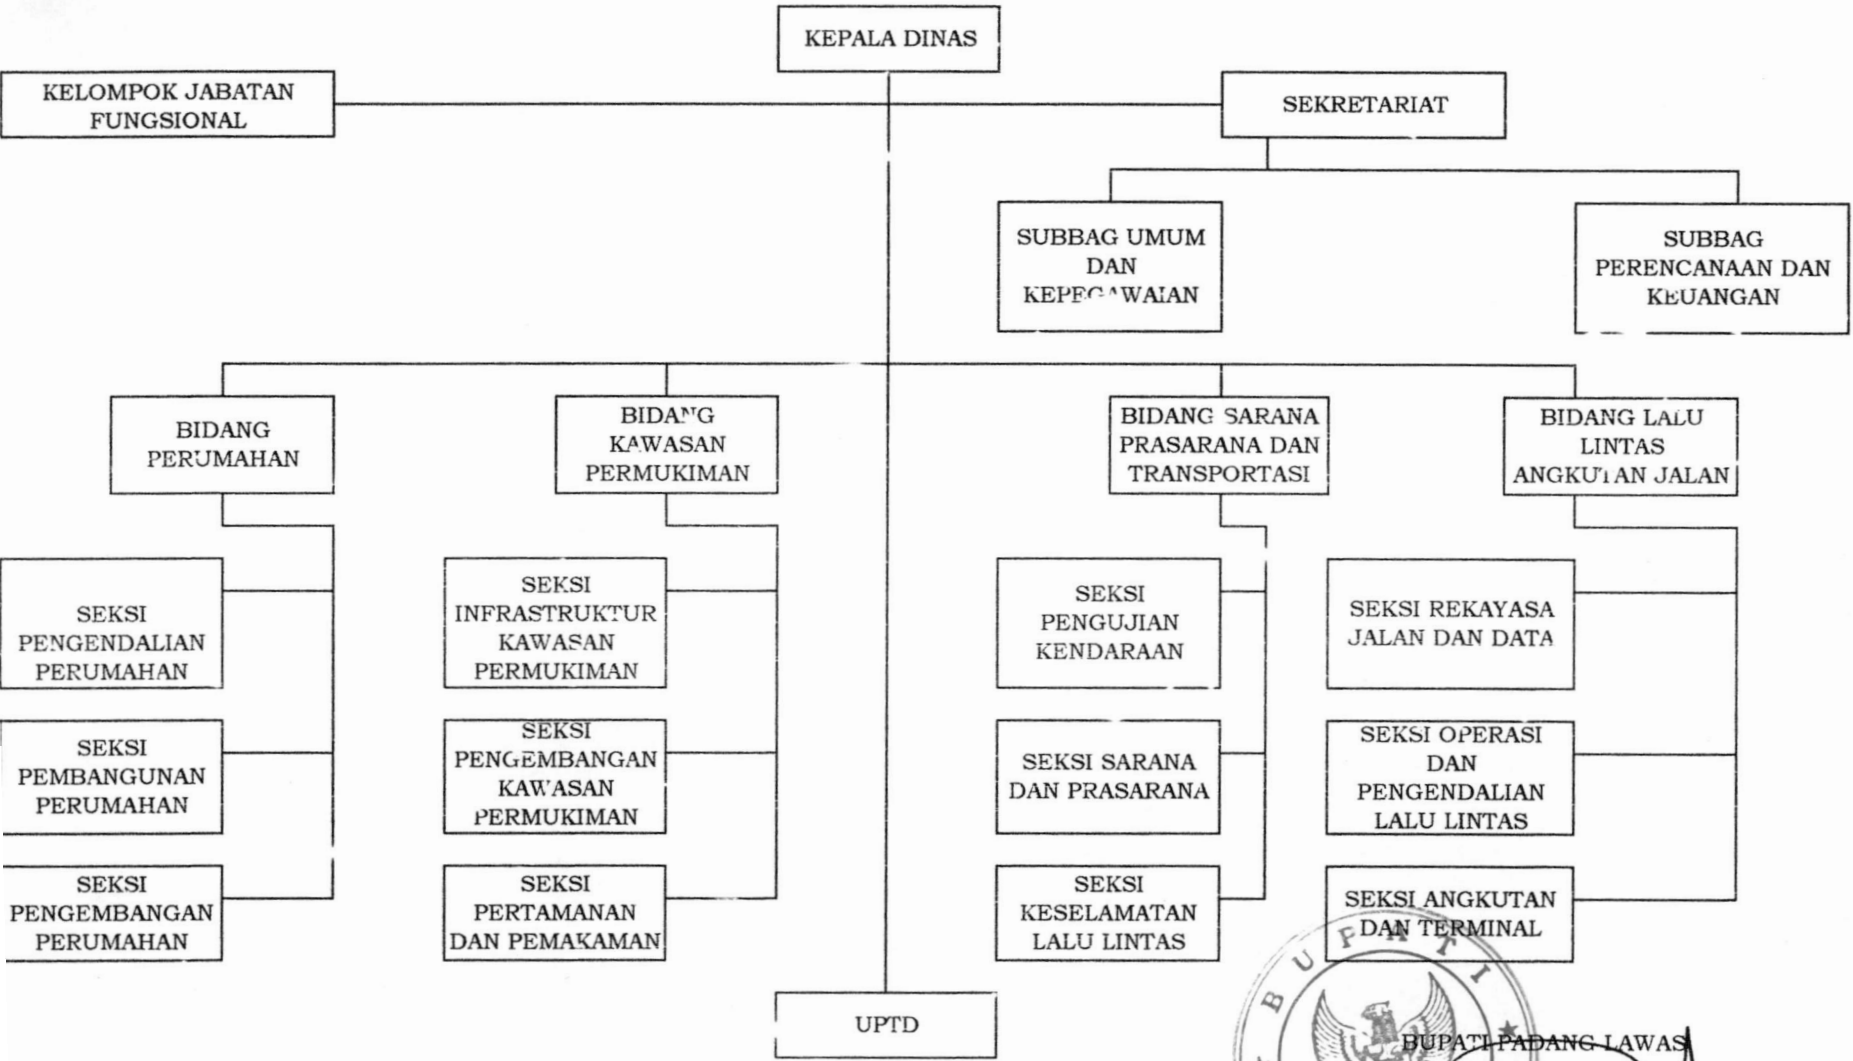 KEPALA DINAS
KELOMPOK JABATAN
FUNGSIONAL
SEKRETARIAT
SUBBAG UMUM
DAN
KEPEGAWAIAN
SUBBAG
PERENCANAAN DAN
KEUANGAN
BIDANG
PERUMAHAN
BIDANG
KAWASAN
PERMUKIMAN
BIDANG SARANA
PRASARANA DAN
TRANSPORTASI
BIDANG LALU
LINTAS
ANGKUTAN JALAN
SEKSI
PENGENDALIAN
PERUMAHAN
SEKSI
INFRASTRUKTUR
KAWASAN
PERMUKIMAN
SEKSI
PENGUJIAN
KENDARAAN
SEKSI REKAYASA
JALAN DAN DATA
SEKSI
PEMBANGUNAN
PERUMAHAN
SEKSI
PENGEMBANGAN
KAWASAN
PERMUKIMAN
SEKSI SARANA
DAN PRASARANA
SEKSI OPERASI
DAN
PENGENDALIAN
LALU LINTAS
SEKSI
PENGEMBANGAN
PERUMAHAN
SEKSI
PERTAMANAN
DAN PEMAKAMAN
SEKSI
KESELAMATAN
LALU LINTAS
SEKSI ANGKUTAN
DAN TERMINAL
UPTD
BUPATI
BUPATI PADANG LAWAS